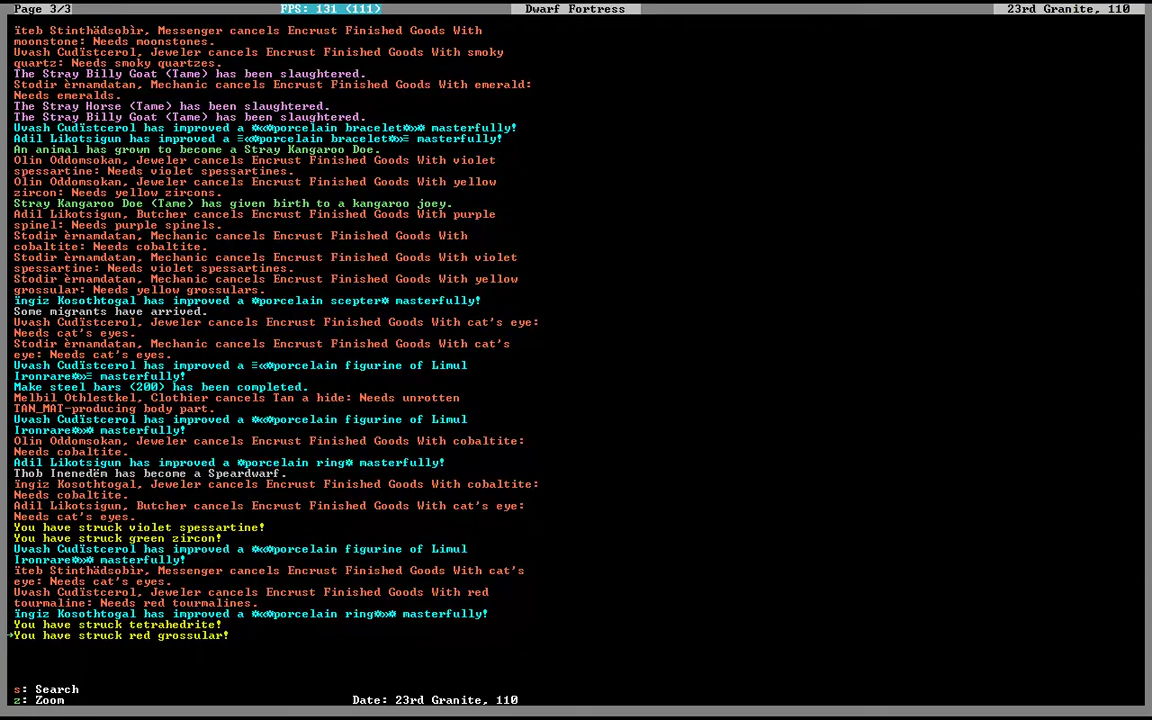 Page 3/3 FPS: 131 (111) Dwarf Fortress 23rd Granite, 110
ïteb Stinthädsobìr, Messenger cancels Encrust Finished Goods With
moonstone: Needs moonstones.
Uvash Cudïstcerol, Jeweler cancels Encrust Finished Goods With smoky
quartz: Needs smoky quartzes.
The Stray Billy Goat (Tame) has been slaughtered.
Stodir èrnamdatan, Mechanic cancels Encrust Finished Goods With emerald:
Needs emeralds.
The Stray Horse (Tame) has been slaughtered.
The Stray Billy Goat (Tame) has been slaughtered.
Uvash Cudïstcerol has improved a ☼«☼porcelain bracelet☼»☼ masterfully!
Adil Likotsigun has improved a ≡«☼porcelain bracelet☼»≡ masterfully!
An animal has grown to become a Stray Kangaroo Doe.
Olin Oddomsokan, Jeweler cancels Encrust Finished Goods With violet
spessartine: Needs violet spessartines.
Olin Oddomsokan, Jeweler cancels Encrust Finished Goods With yellow
zircon: Needs yellow zircons.
Stray Kangaroo Doe (Tame) has given birth to a kangaroo joey.
Adil Likotsigun, Butcher cancels Encrust Finished Goods With purple
spinel: Needs purple spinels.
Stodir èrnamdatan, Mechanic cancels Encrust Finished Goods With
cobaltite: Needs cobaltite.
Stodir èrnamdatan, Mechanic cancels Encrust Finished Goods With violet
spessartine: Needs violet spessartines.
Stodir èrnamdatan, Mechanic cancels Encrust Finished Goods With yellow
grossular: Needs yellow grossulars.
ïngiz Kosothtogal has improved a ☼porcelain scepter☼ masterfully!
Some migrants have arrived.
Uvash Cudïstcerol, Jeweler cancels Encrust Finished Goods With cat's eye:
Needs cat's eyes.
Stodir èrnamdatan, Mechanic cancels Encrust Finished Goods With cat's
eye: Needs cat's eyes.
Uvash Cudïstcerol has improved a ≡«☼porcelain figurine of Limul
Ironrare☼»≡ masterfully!
Make steel bars (200) has been completed.
Melbil Othlestkel, Clothier cancels Tan a hide: Needs unrotten
TAN_MAT-producing body part.
Uvash Cudïstcerol has improved a ☼«☼porcelain figurine of Limul
Ironrare☼»☼ masterfully!
Olin Oddomsokan, Jeweler cancels Encrust Finished Goods With cobaltite:
Needs cobaltite.
Adil Likotsigun has improved a ☼porcelain ring☼ masterfully!
Thob Inenedëm has become a Speardwarf.
ïngiz Kosothtogal, Jeweler cancels Encrust Finished Goods With cobaltite:
Needs cobaltite.
Adil Likotsigun, Butcher cancels Encrust Finished Goods With cat's eye:
Needs cat's eyes.
You have struck violet spessartine!
You have struck green zircon!
Uvash Cudïstcerol has improved a ☼«☼porcelain figurine of Limul
Ironrare☼»☼ masterfully!
ïteb Stinthädsobìr, Messenger cancels Encrust Finished Goods With cat's
eye: Needs cat's eyes.
Uvash Cudïstcerol, Jeweler cancels Encrust Finished Goods With red
tourmaline: Needs red tourmalines.
ïngiz Kosothtogal has improved a ☼«☼porcelain ring☼»☼ masterfully!
You have struck tetrahedrite!
→You have struck red grossular!
s: Search
z: Zoom Date: 23rd Granite, 110